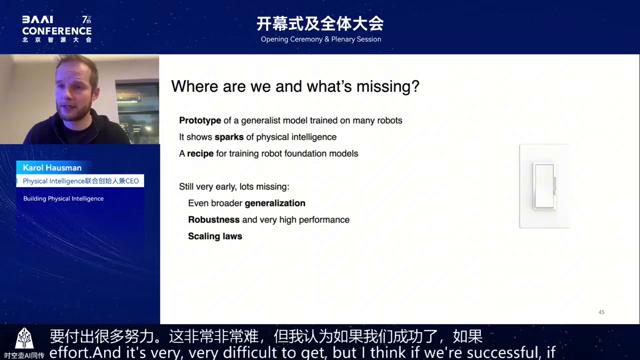 BAAI 7th
CONFERENCE
北京智源大会
开幕式及全体大会
Opening Ceremony & Plenary Session
Karol Hausman
Physical Intelligence联合创始人兼CEO
Building Physical Intelligence
Where are we and what's missing?
Prototype of a generalist model trained on many robots
It shows sparks of physical intelligence
A recipe for training robot foundation models
Still very early, lots missing:
Even broader generalization
Robustness and very high performance
Scaling laws
45
时空壶AI同传
要付出很多努力。这非常非常难，但我认为如果我们成功了，如果
effort.And it's very, very difficult to get, but I think if we're successful, if